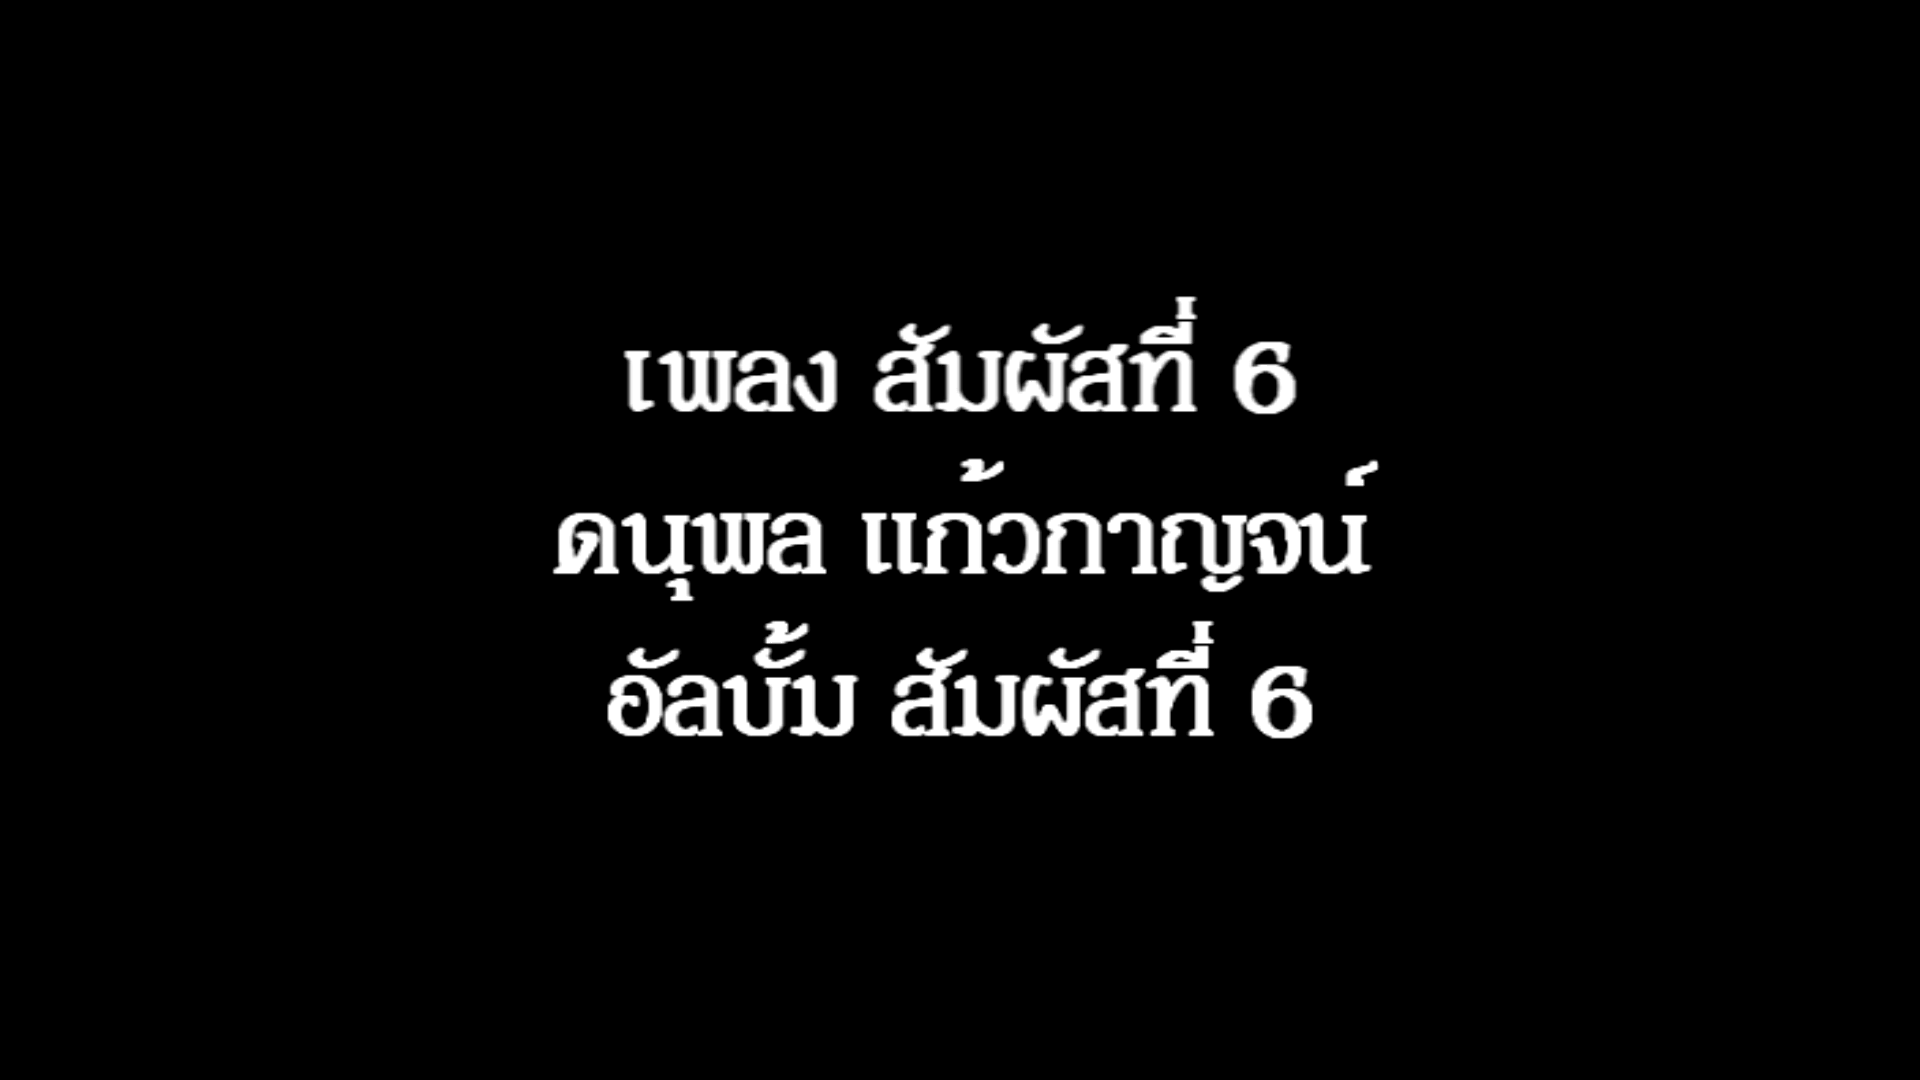 เพลง สัมผัสที่ 6
ดนุพล แก้วกาญจน์
อัลบั้ม สัมผัสที่ 6